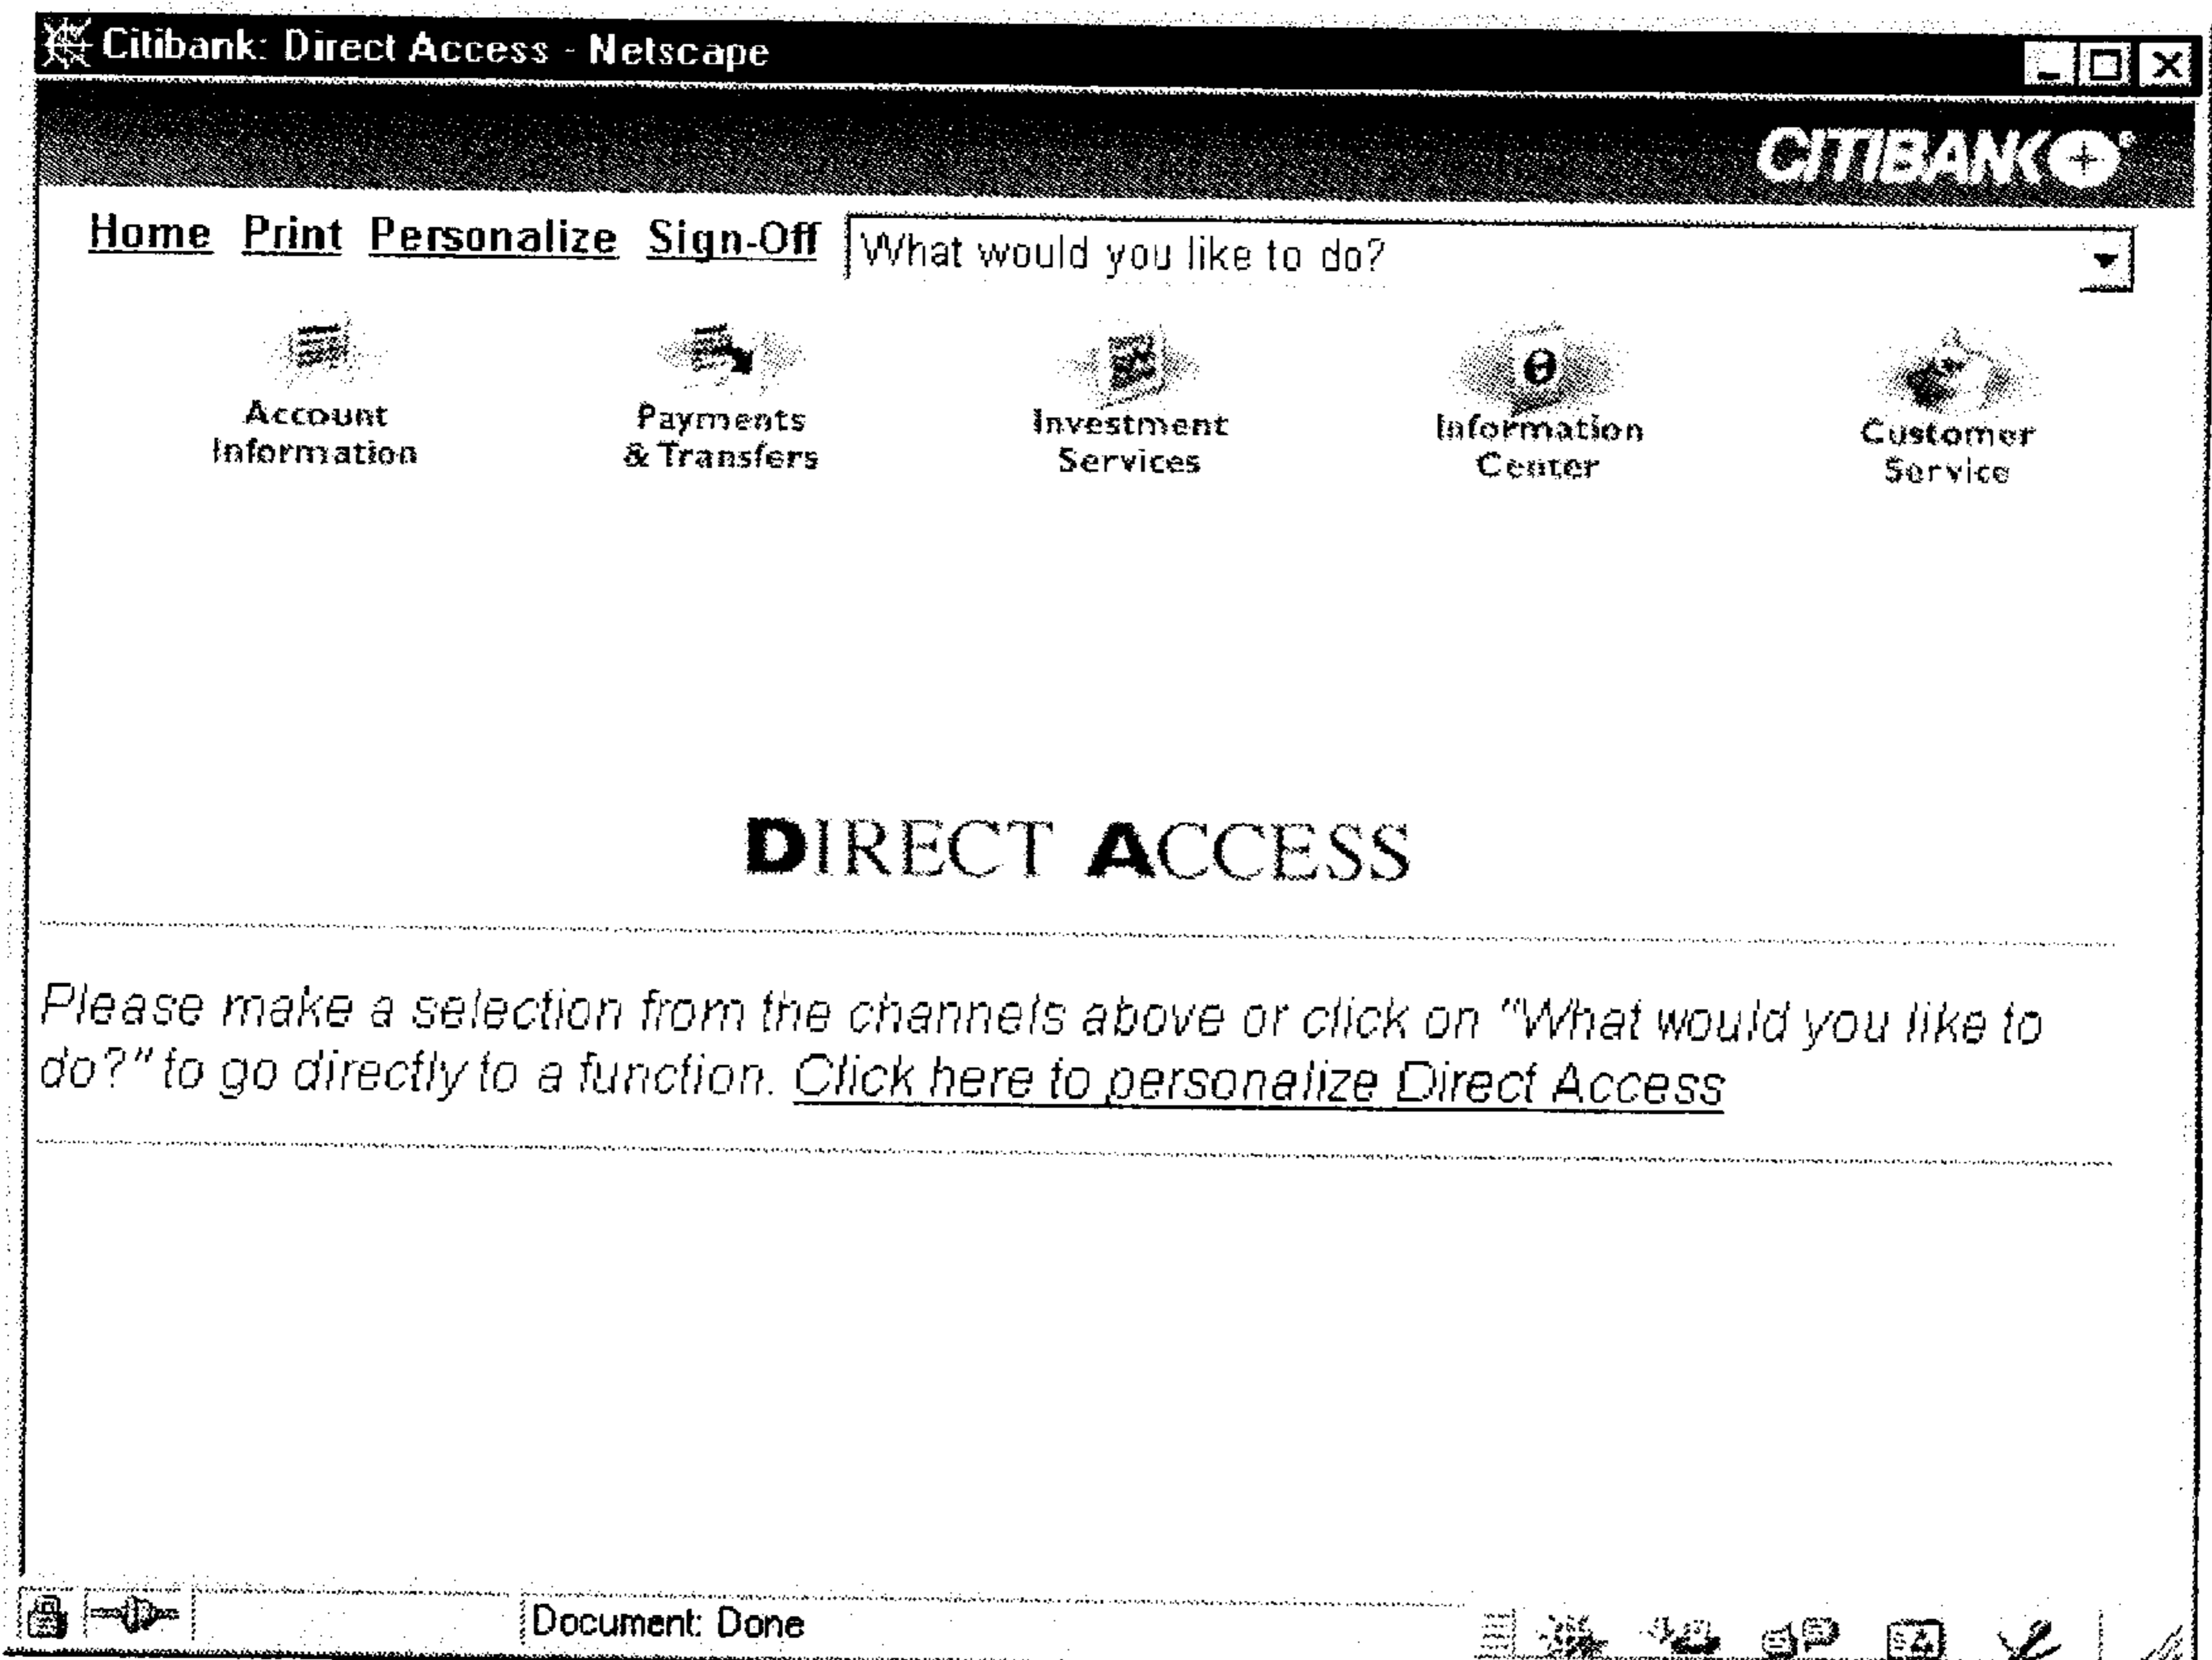 Citibank: Direct Access - Netscape
CITIBANK
Home Print Personalize Sign-Off What would you like to do?
Account Information
Payments & Transfers
Investment Services
Information Center
Customer Service
DIRECT ACCESS
Please make a selection from the channels above or click on "What would you like to
do?" to go directly to a function. Click here to personalize Direct Access
Document: Done